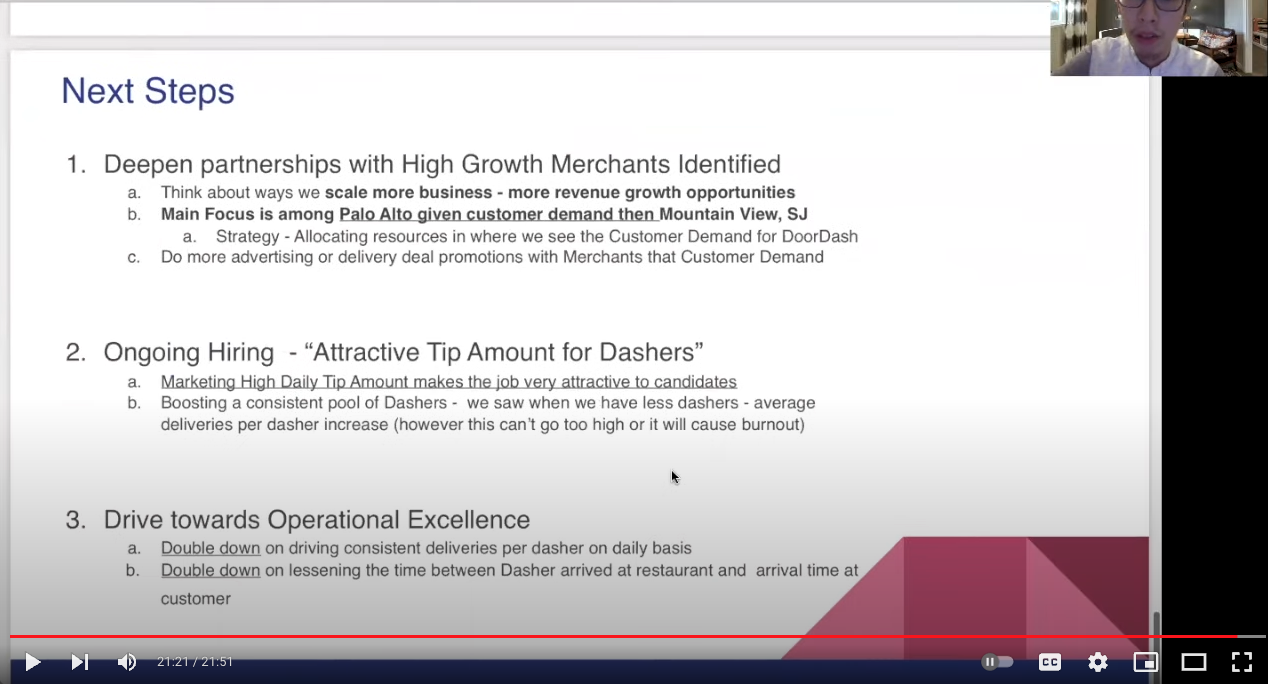 Next Steps
1. Deepen partnerships with High Growth Merchants Identified
a. Think about ways we scale more business - more revenue growth opportunities
b. Main Focus is among Palo Alto given customer demand then Mountain View, SJ
a. Strategy - Allocating resources in where we see the Customer Demand for DoorDash
c. Do more advertising or delivery deal promotions with Merchants that Customer Demand
2. Ongoing Hiring - “Attractive Tip Amount for Dashers”
a. Marketing High Daily Tip Amount makes the job very attractive to candidates
b. Boosting a consistent pool of Dashers - we saw when we have less dashers - average
deliveries per dasher increase (however this can’t go too high or it will cause burnout)
3. Drive towards Operational Excellence
a. Double down on driving consistent deliveries per dasher on daily basis
b. Double down on lessening the time between Dasher arrived at restaurant and arrival time at
customer
21:21 / 21:51
CC